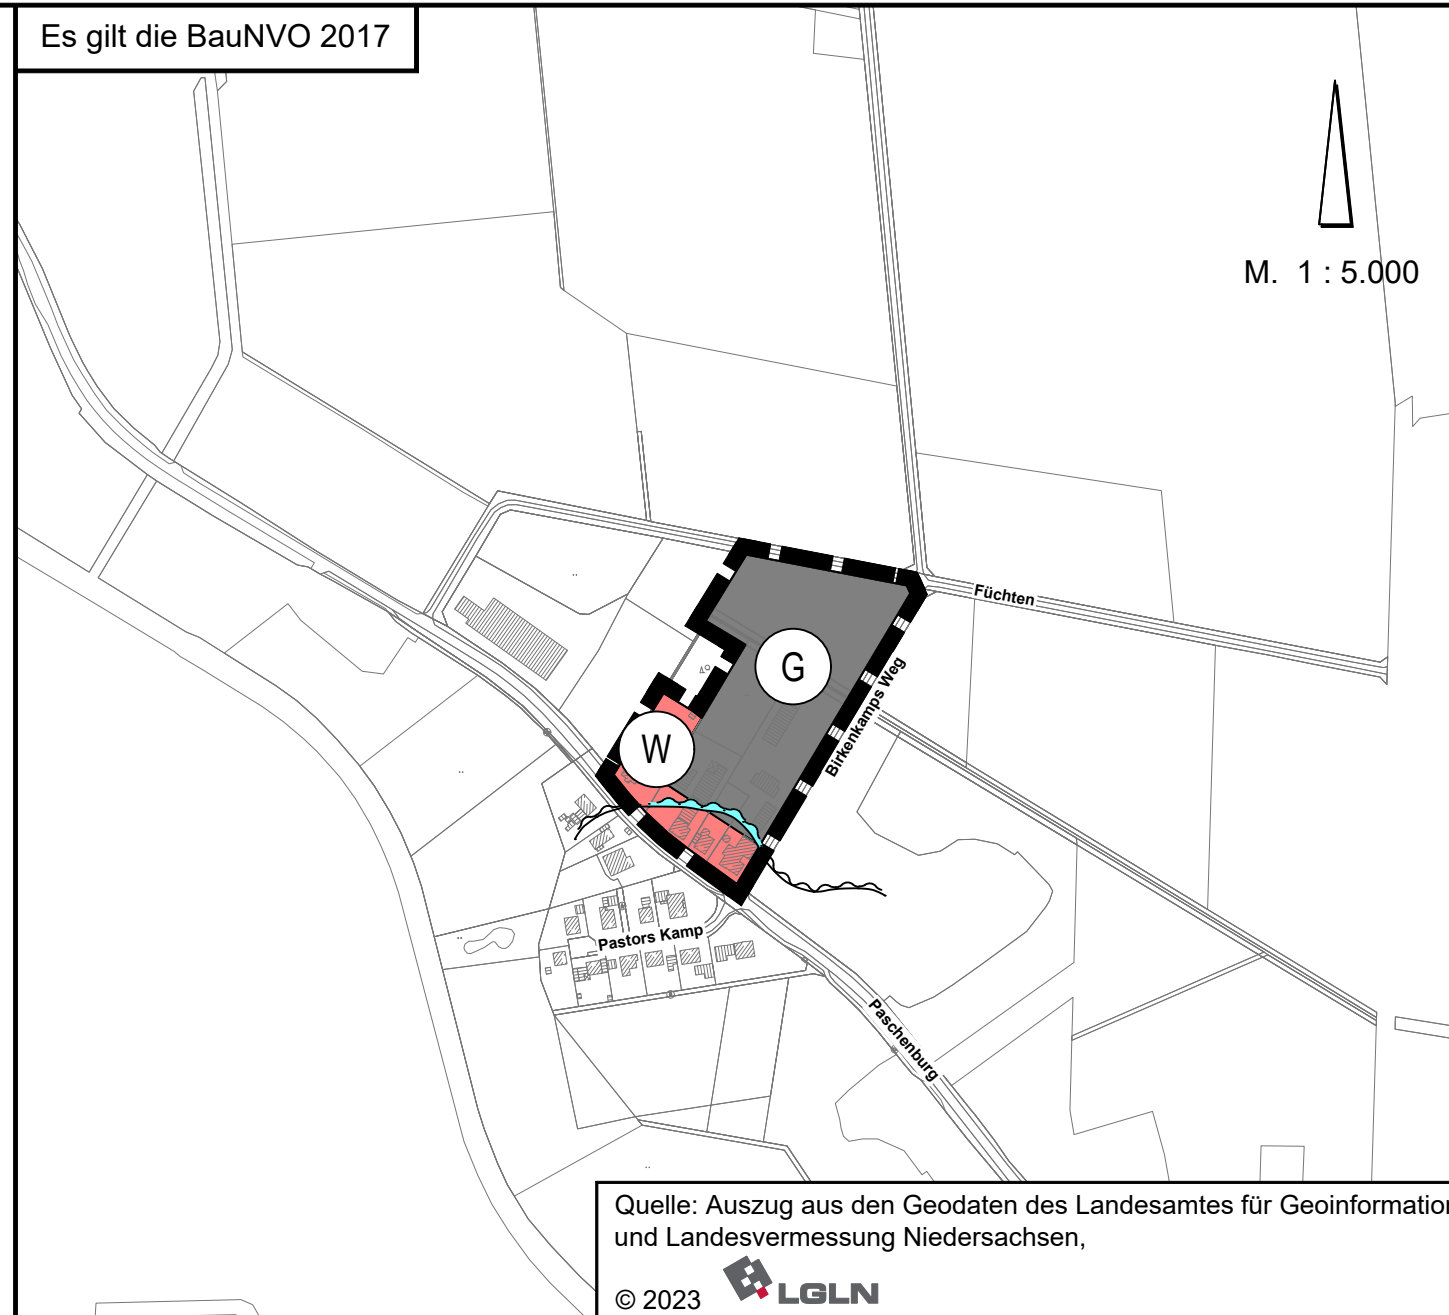 Es gilt die BauNVO 2017
M. 1 : 5.000
Füchten
G
Birkenkamps Weg
W
Pastors Kamp
Paschenburg
Quelle: Auszug aus den Geodaten des Landesamtes für Geoinformation
und Landesvermessung Niedersachsen,
© 2023 LGLN